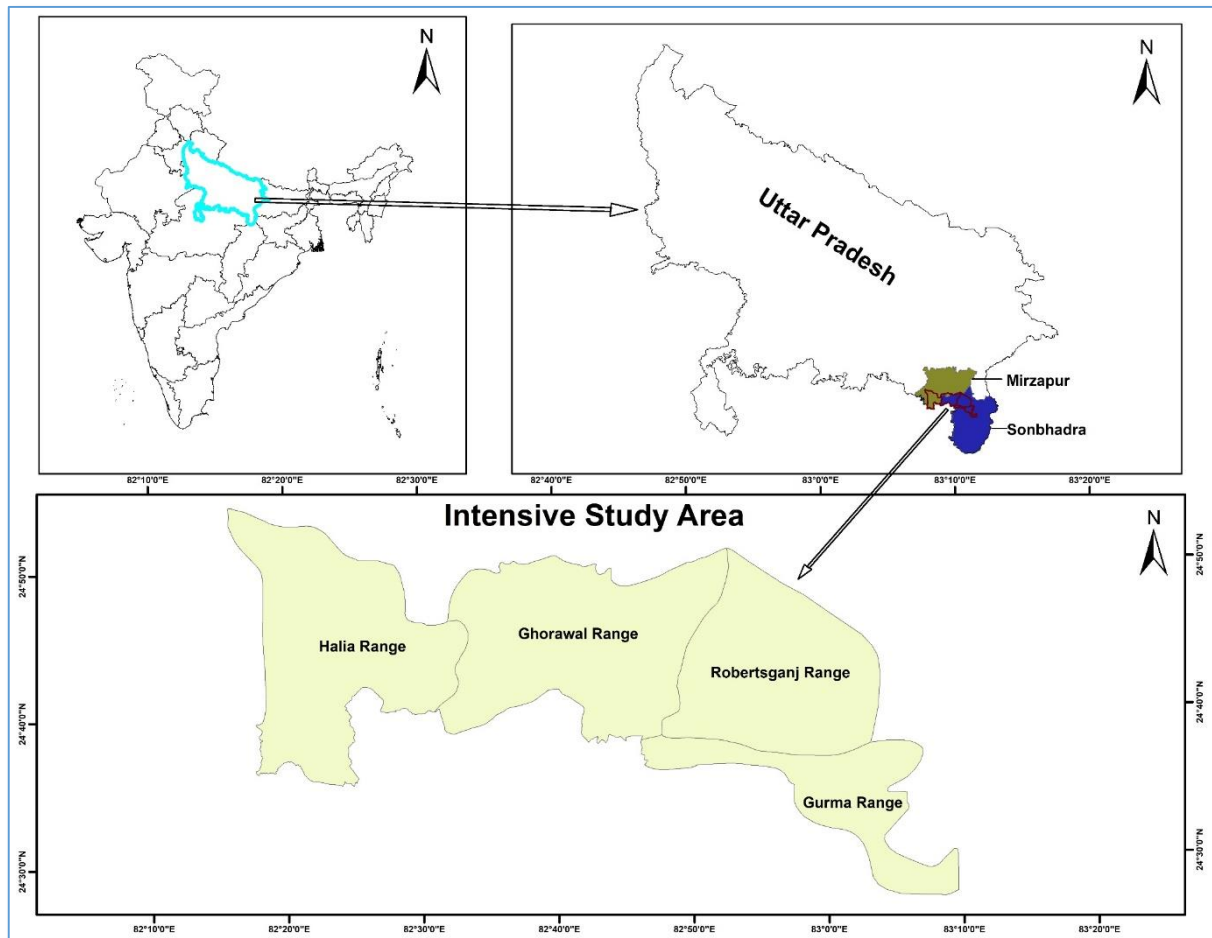 N
N
Uttar Pradesh
Mirzapur
Sonbhadra
82°10'0"E 82°20'0"E 82°30'0"E 82°40'0"E 82°50'0"E 83°0'0"E 83°10'0"E 83°20'0"E
Intensive Study Area
N
24°50'0"N
24°50'0"N
Halia Range
Ghorawal Range
Robertsganj Range
24°40'0"N
24°40'0"N
Gurma Range
24°30'0"N
24°30'0"N
82°10'0"E 82°20'0"E 82°30'0"E 82°40'0"E 82°50'0"E 83°0'0"E 83°10'0"E 83°20'0"E